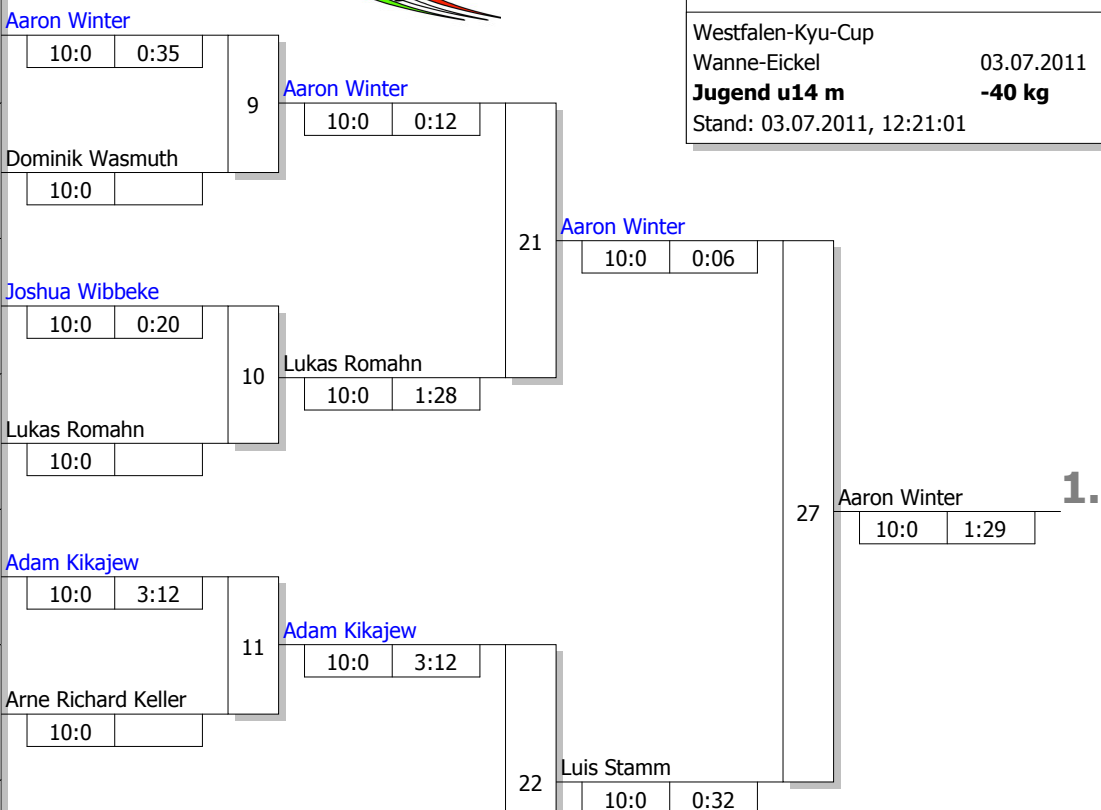 Aaron Winter
10:0 0:35
9
Dominik Wasmuth
10:0
Joshua Wibbeke
10:0 0:20
10
Lukas Romahn
10:0
Adam Kikajew
10:0 3:12
11
Arne Richard Keller
10:0
Aaron Winter
10:0 0:12
21
Lukas Romahn
10:0 1:28
Adam Kikajew
10:0 3:12
22
Aaron Winter
10:0 0:06
27
Luis Stamm
10:0 0:32
Aaron Winter 1.
10:0 1:29
Westfalen-Kyu-Cup
Wanne-Eickel 03.07.2011
Jugend u14 m -40 kg
Stand: 03.07.2011, 12:21:01